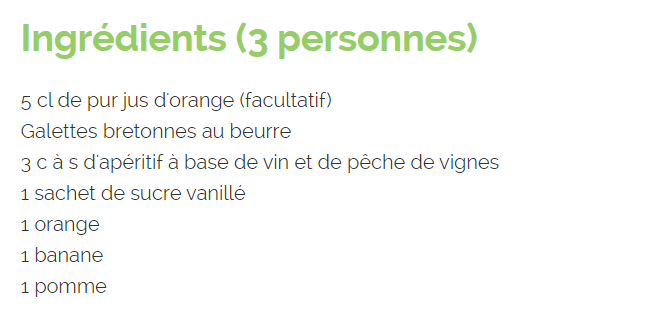 Ingrédients (3 personnes)
5 cl de pur jus d'orange (facultatif)
Galettes bretonnes au beurre
3 c à s d'apéritif à base de vin et de pêche de vignes
1 sachet de sucre vanillé
1 orange
1 banane
1 pomme